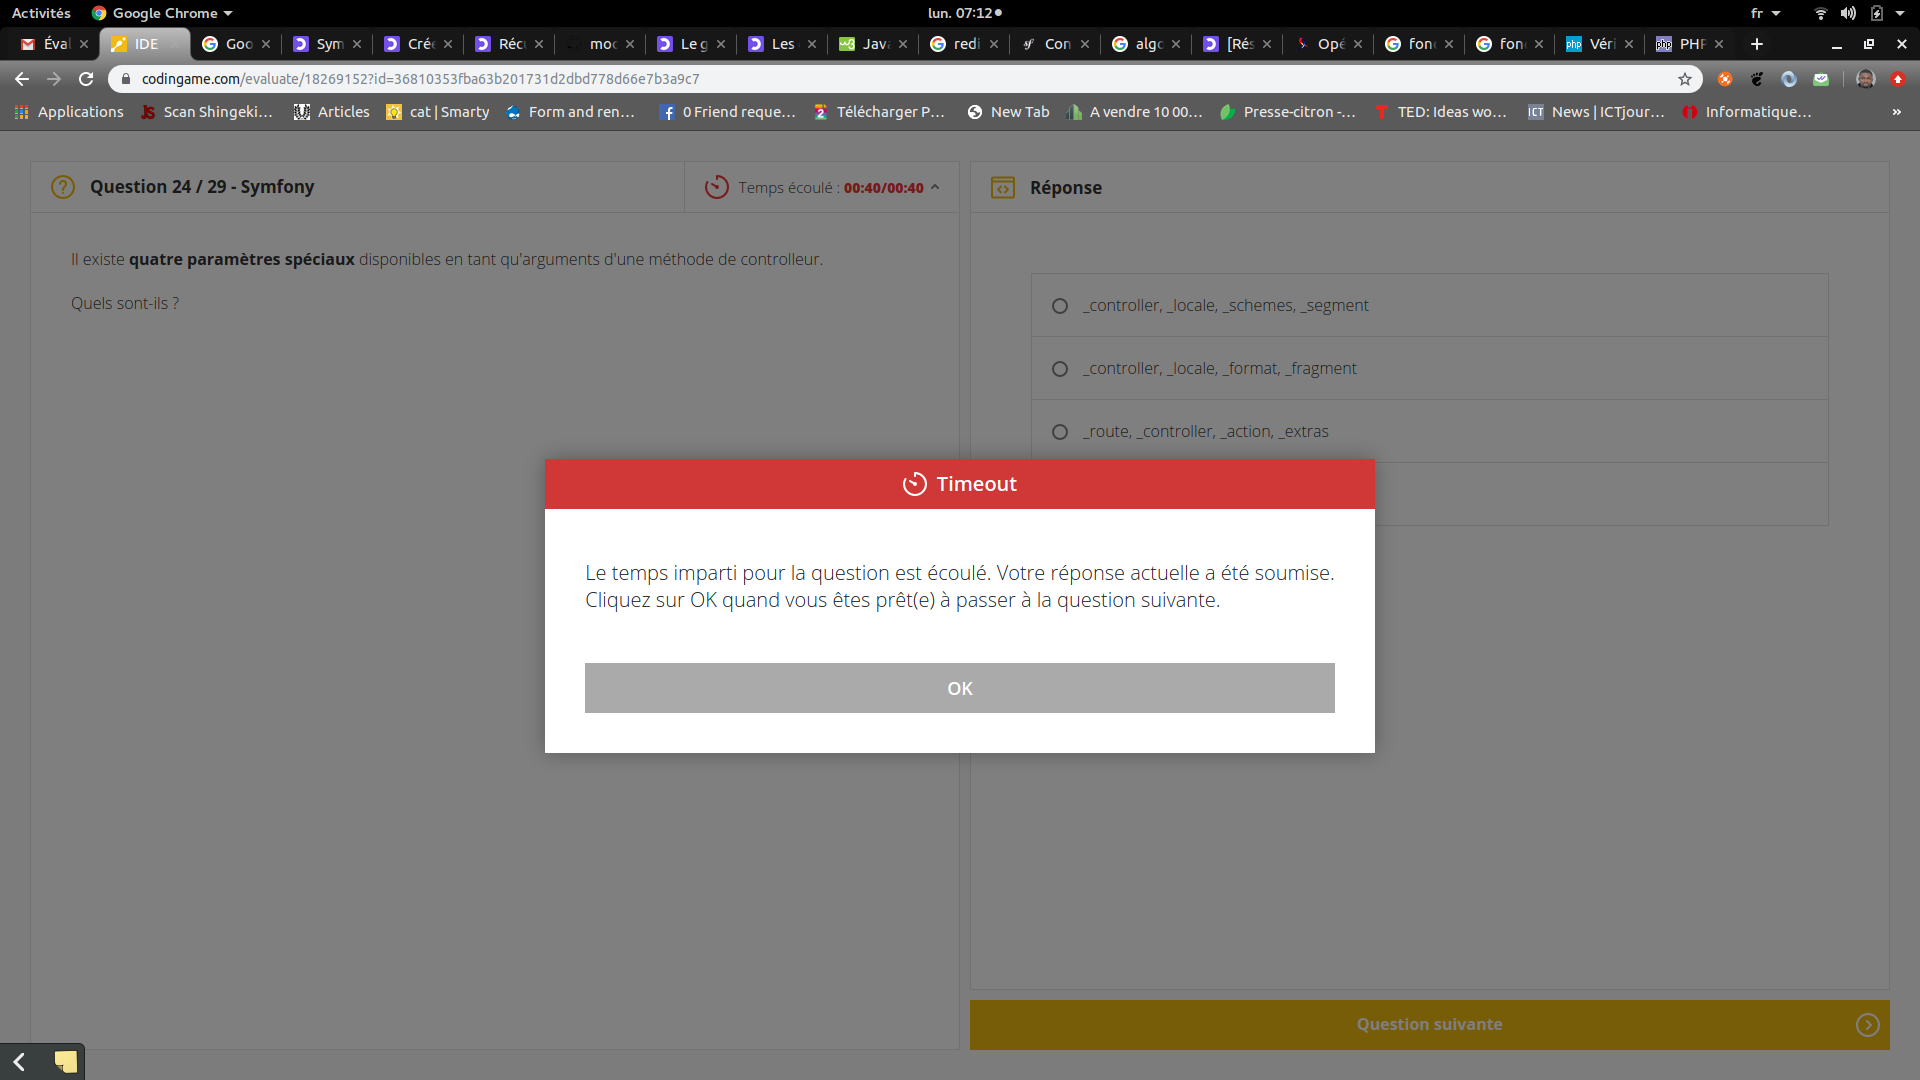 Activités Google Chrome lun. 07:12 fr
Éval IDE Goo Sym Crée Récu moc Le g Les Java redi Con algo [Rés Opé fonc fonc Véri PHP
codingame.com/evaluate/18269152?id=36810353fba63b201731d2dbd778d66e7b3a9c7
Applications Scan Shingeki... Articles cat | Smarty Form and ren... 0 Friend reque... Télécharger P... New Tab A vendre 10 00... Presse-citron -... TED: Ideas wo... News | ICTjour... Informatique... »
Question 24 / 29 - Symfony
Temps écoulé : 00:40/00:40
Réponse
Il existe quatre paramètres spéciaux disponibles en tant qu'arguments d'une méthode de controlleur.
Quels sont-ils ?
_controller, _locale, _schemes, _segment
_controller, _locale, _format, _fragment
_route, _controller, _action, _extras
Timeout
Le temps imparti pour la question est écoulé. Votre réponse actuelle a été soumise.
Cliquez sur OK quand vous êtes prêt(e) à passer à la question suivante.
OK
Question suivante